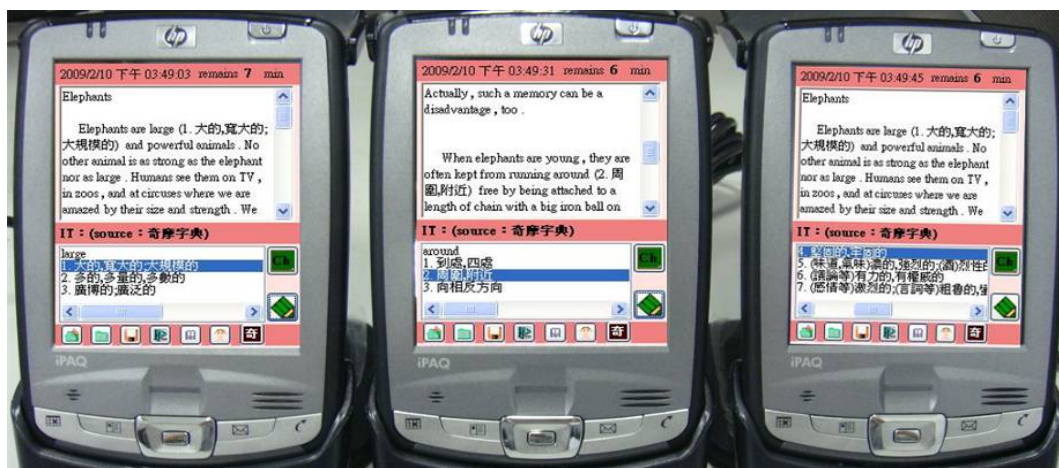 hp
2009/2/10 下午 03:49:03 remains 7 min
Elephants
Elephants are large (1. 大的,寬大的;
大規模的) and powerful animals . No
other animal is as strong as the elephant
nor as large . Humans see them on TV ,
in zoos , and at circuses where we are
amazed by their size and strength . We
IT：(source：奇摩字典)
large
1. 大的,寬大的;大規模的
2. 多的,多量的,多數的
3. 廣博的;廣泛的
Ch
奇
iPAQ
hp
2009/2/10 下午 03:49:31 remains 6 min
Actually , such a memory can be a
disadvantage , too .
When elephants are young , they are
often kept from running around (2. 周
圍,附近) free by being attached to a
length of chain with a big iron ball on
IT：(source：奇摩字典)
around
1. 到處,四處
2. 周圍,附近
3. 向相反方向
Ch
奇
iPAQ
hp
2009/2/10 下午 03:49:45 remains 6 min
Elephants
Elephants are large (1. 大的,寬大的;
大規模的) and powerful animals . No
other animal is as strong as the elephant
nor as large . Humans see them on TV ,
in zoos , and at circuses where we are
amazed by their size and strength . We
IT：(source：奇摩字典)
4. 堅固的,牢固的
5. (味道,氣味)濃的,強烈的;(酒)烈性
6. (議論等)有力的,有權威的
7. (感情等)激烈的;(言詞等)粗魯的,
Ch
奇
iPAQ